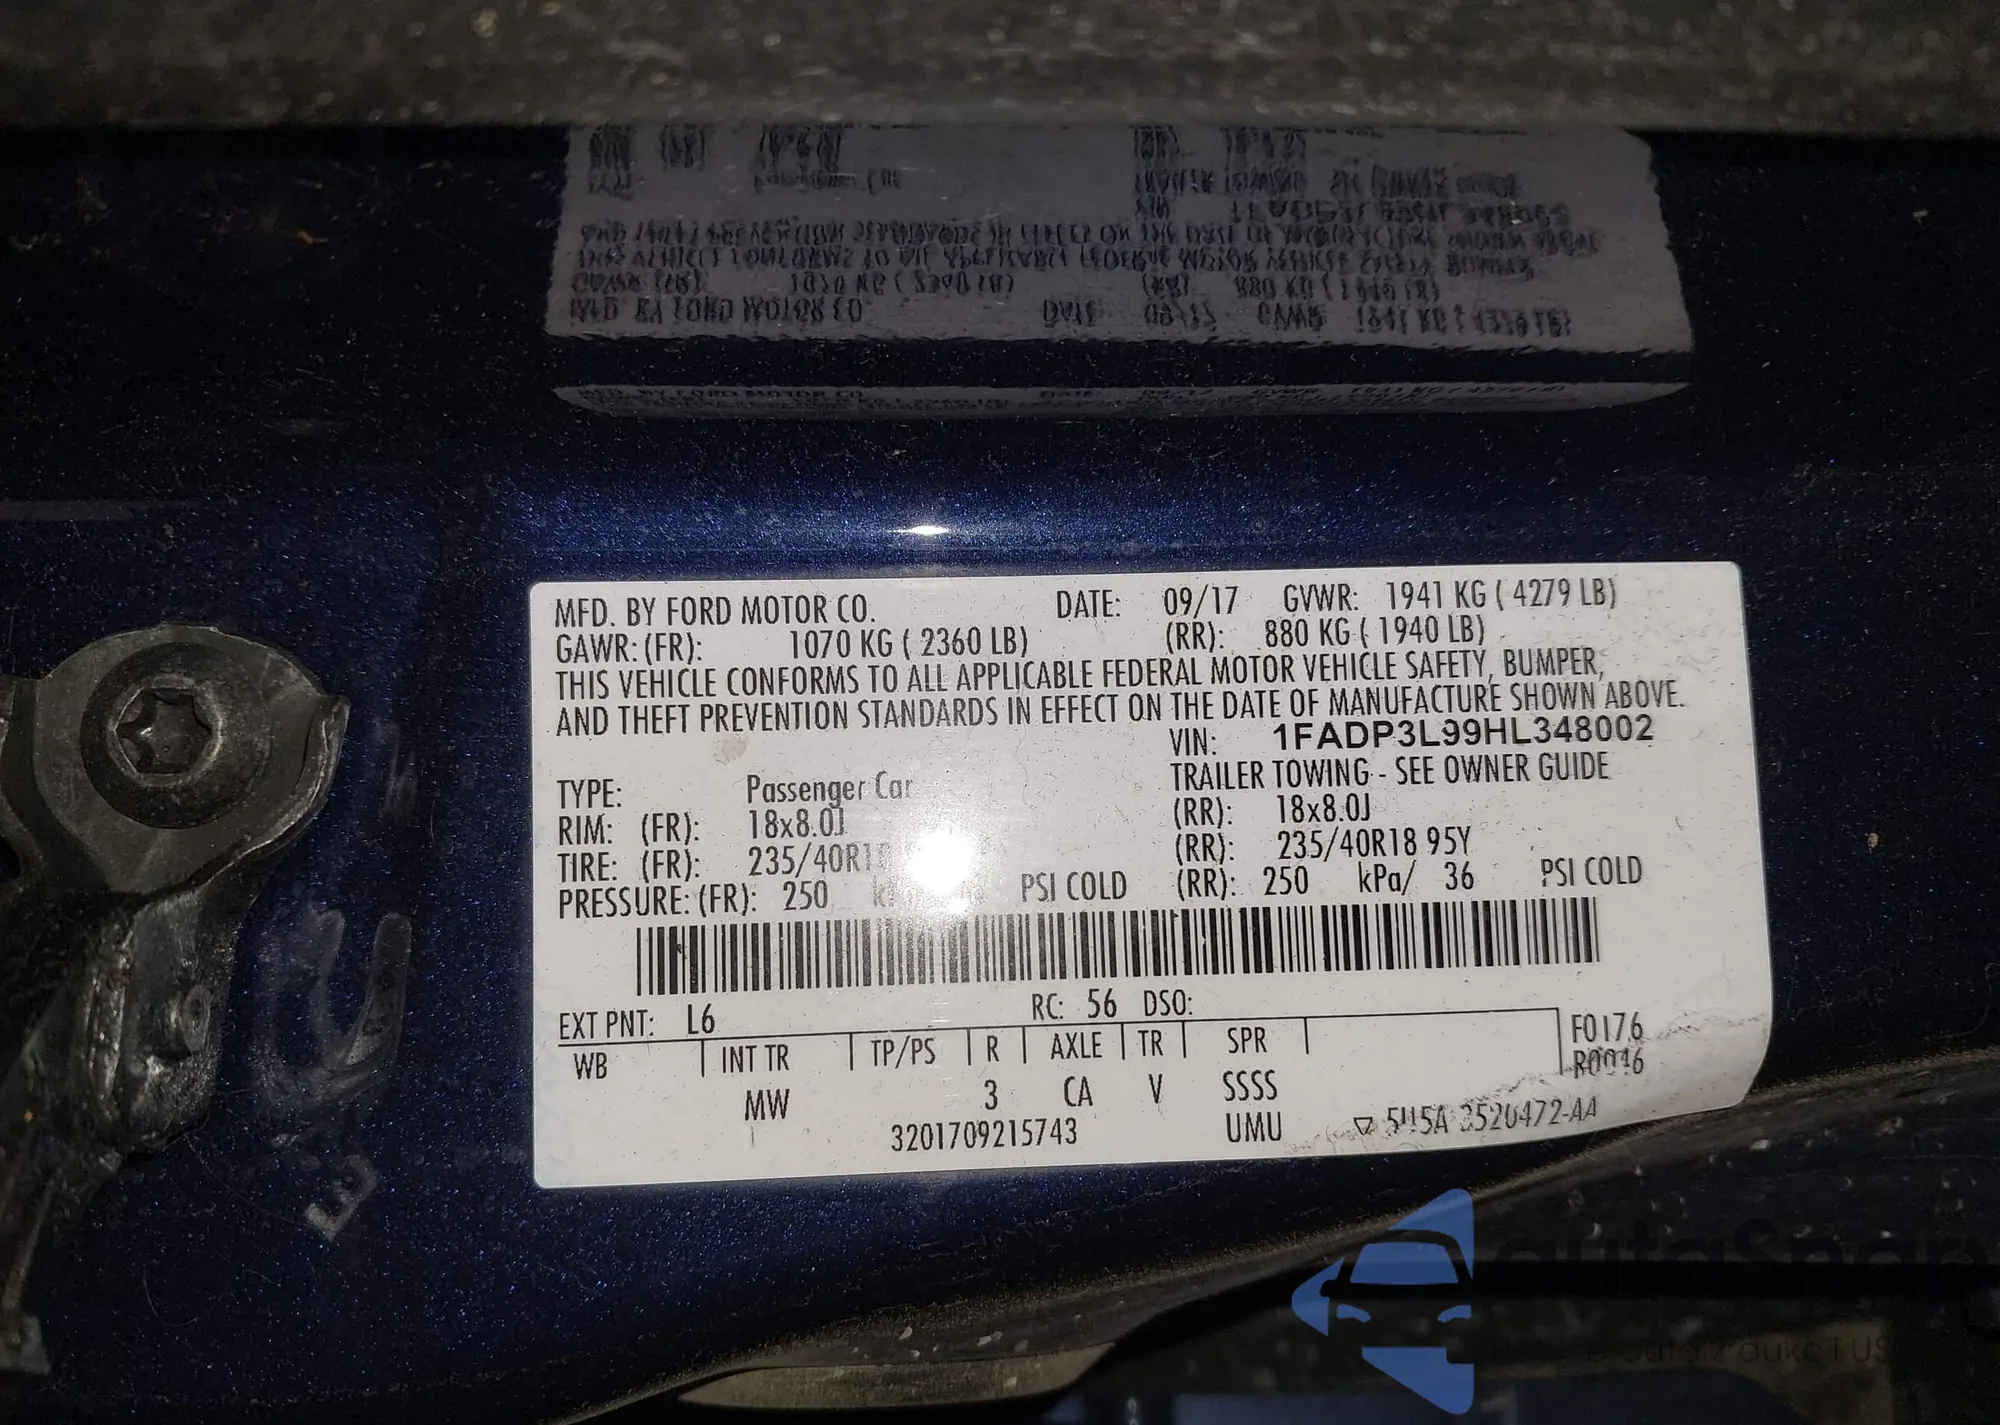 MFD. BY FORD MOTOR CO. DATE: 09/17 GVWR: 1941 KG ( 4279 LB)
GAWR: (FR): 1070 KG ( 2360 LB) (RR): 880 KG ( 1940 LB)
THIS VEHICLE CONFORMS TO ALL APPLICABLE FEDERAL MOTOR VEHICLE SAFETY, BUMPER,
AND THEFT PREVENTION STANDARDS IN EFFECT ON THE DATE OF MANUFACTURE SHOWN ABOVE.
VIN: 1FADP3L99HL348002
TYPE: Passenger Car TRAILER TOWING - SEE OWNER GUIDE
RIM: (FR): 18x8.0J (RR): 18x8.0J
TIRE: (FR): 235/40R18 (RR): 235/40R18 95Y
PRESSURE: (FR): 250 PSI COLD (RR): 250 kPa/ 36 PSI COLD
EXT PNT: L6 RC: 56 DSO:
WB INT TR TP/PS R AXLE TR SPR F0176
R0046
MW 3 CA V SSSS
3201709215743 UMU
autoSnap